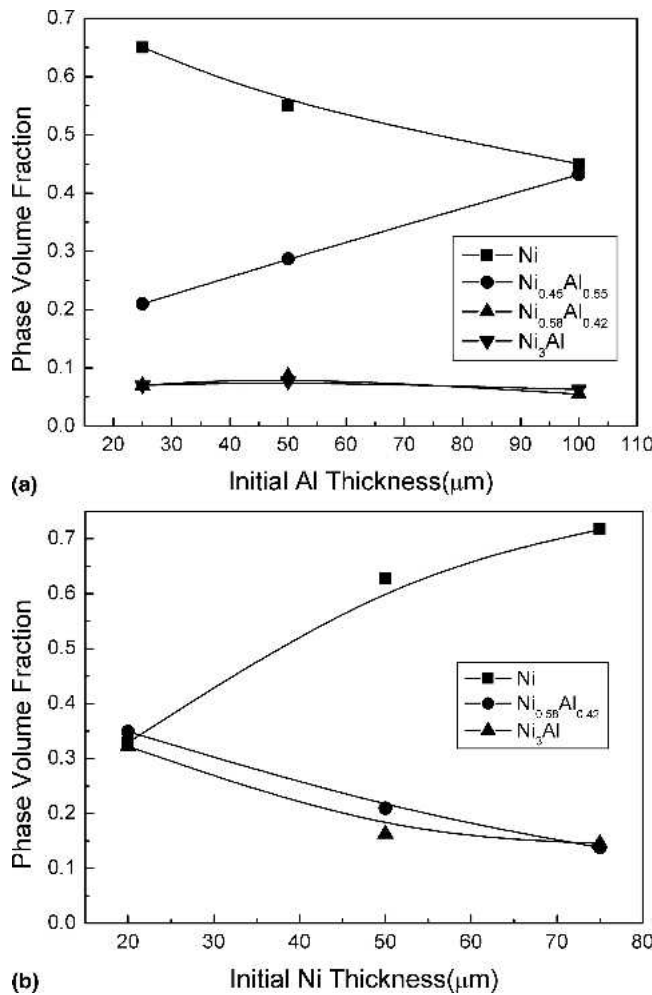 Phase Volume Fraction
0.7
0.6
0.5
0.4
0.3
0.2
0.1
0.0
Ni
Ni0.45Al0.55
Ni0.58Al0.42
Ni3Al
20 30 40 50 60 70 80 90 100 110
(a) Initial Al Thickness(μm)
Phase Volume Fraction
0.7
0.6
0.5
0.4
0.3
0.2
0.1
0.0
Ni
Ni0.58Al0.42
Ni3Al
20 30 40 50 60 70 80
(b) Initial Ni Thickness(μm)